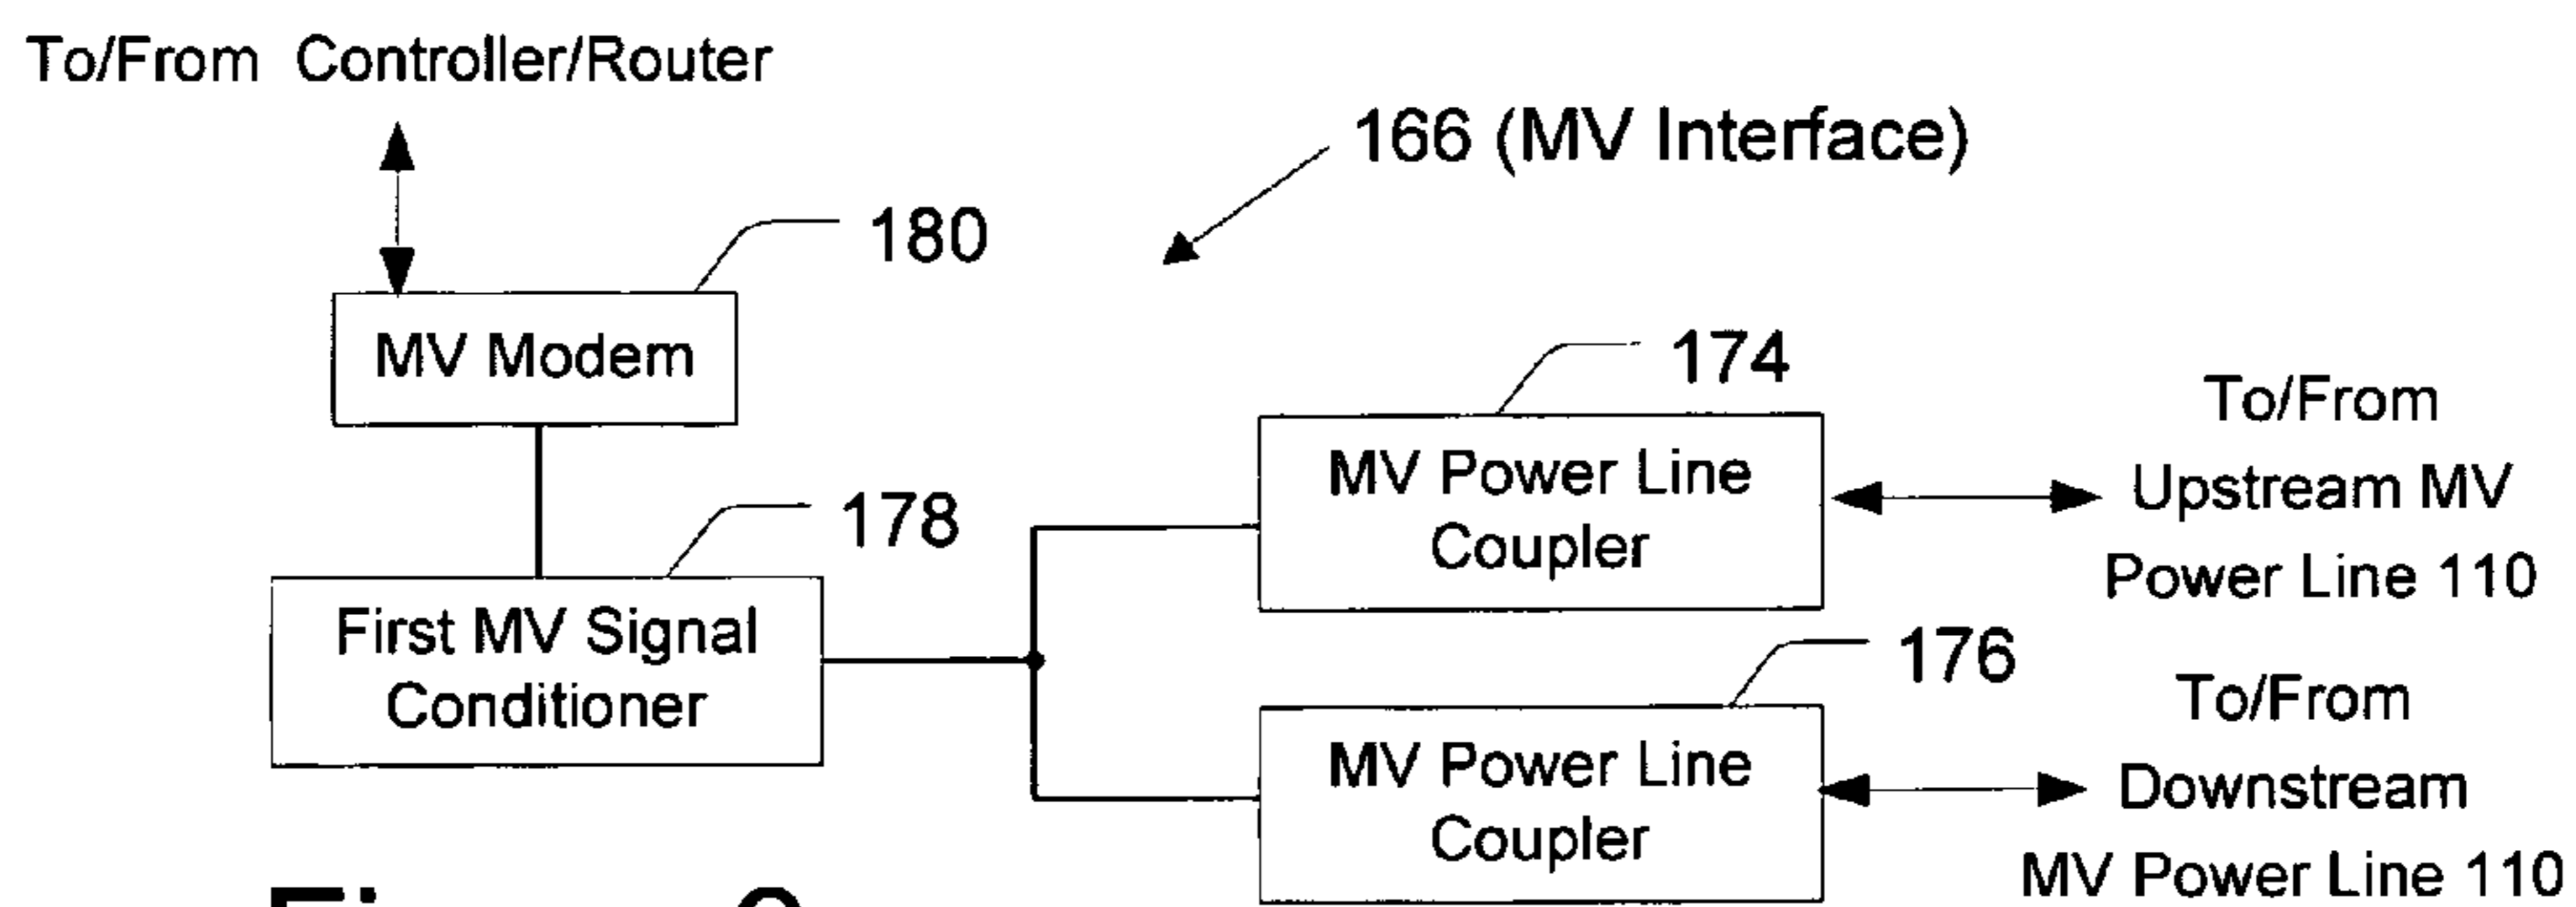 To/From Controller/Router
166 (MV Interface)
180
MV Modem
174
MV Power Line
Coupler
To/From
Upstream MV
Power Line 110
178
First MV Signal
Conditioner
176
MV Power Line
Coupler
To/From
Downstream
MV Power Line 110